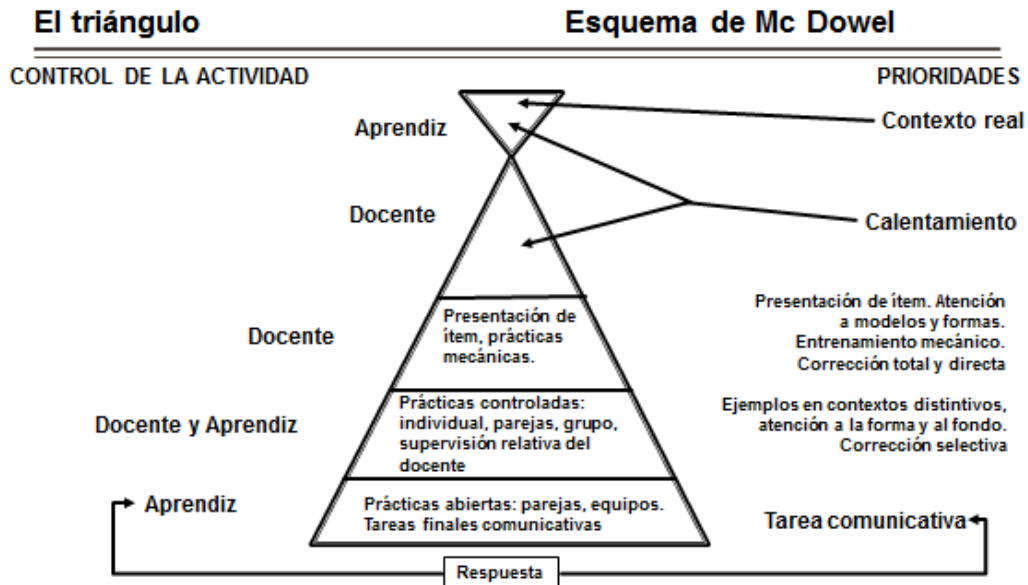 El triángulo
Esquema de Mc Dowel
CONTROL DE LA ACTIVIDAD
PRIORIDADES
Aprendiz
Contexto real
Docente
Calentamiento
Docente
Presentación de
ítem, prácticas
mecánicas.
Presentación de ítem. Atención
a modelos y formas.
Entrenamiento mecánico.
Corrección total y directa
Docente y Aprendiz
Prácticas controladas:
individual, parejas, grupo,
supervisión relativa del
docente
Ejemplos en contextos distintivos,
atención a la forma y al fondo.
Corrección selectiva
Aprendiz
Prácticas abiertas: parejas, equipos.
Tareas finales comunicativas
Tarea comunicativa
Respuesta